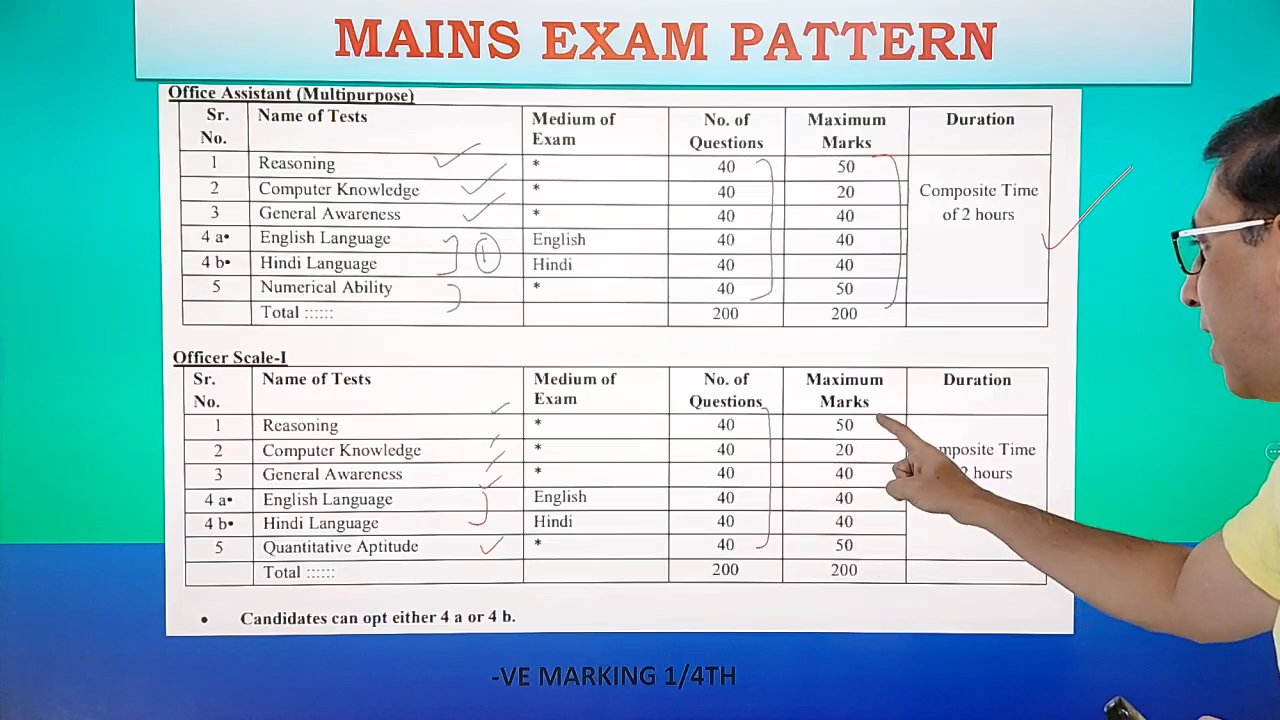 MAINS EXAM PATTERN
Office Assistant (Multipurpose)
Sr. No. Name of Tests Medium of Exam No. of Questions Maximum Marks Duration
1 Reasoning * 40 50 Composite Time of 2 hours
2 Computer Knowledge * 40 20
3 General Awareness * 40 40
4 a• English Language English 40 40
4 b• Hindi Language Hindi 40 40
5 Numerical Ability * 40 50
Total :::::: 200 200
Officer Scale-I
Sr. No. Name of Tests Medium of Exam No. of Questions Maximum Marks Duration
1 Reasoning * 40 50
2 Computer Knowledge * 40 20 mposite Time
3 General Awareness * 40 40 hours
4 a• English Language English 40 40
4 b• Hindi Language Hindi 40 40
5 Quantitative Aptitude * 40 50
Total :::::: 200 200
• Candidates can opt either 4 a or 4 b.
-VE MARKING 1/4TH